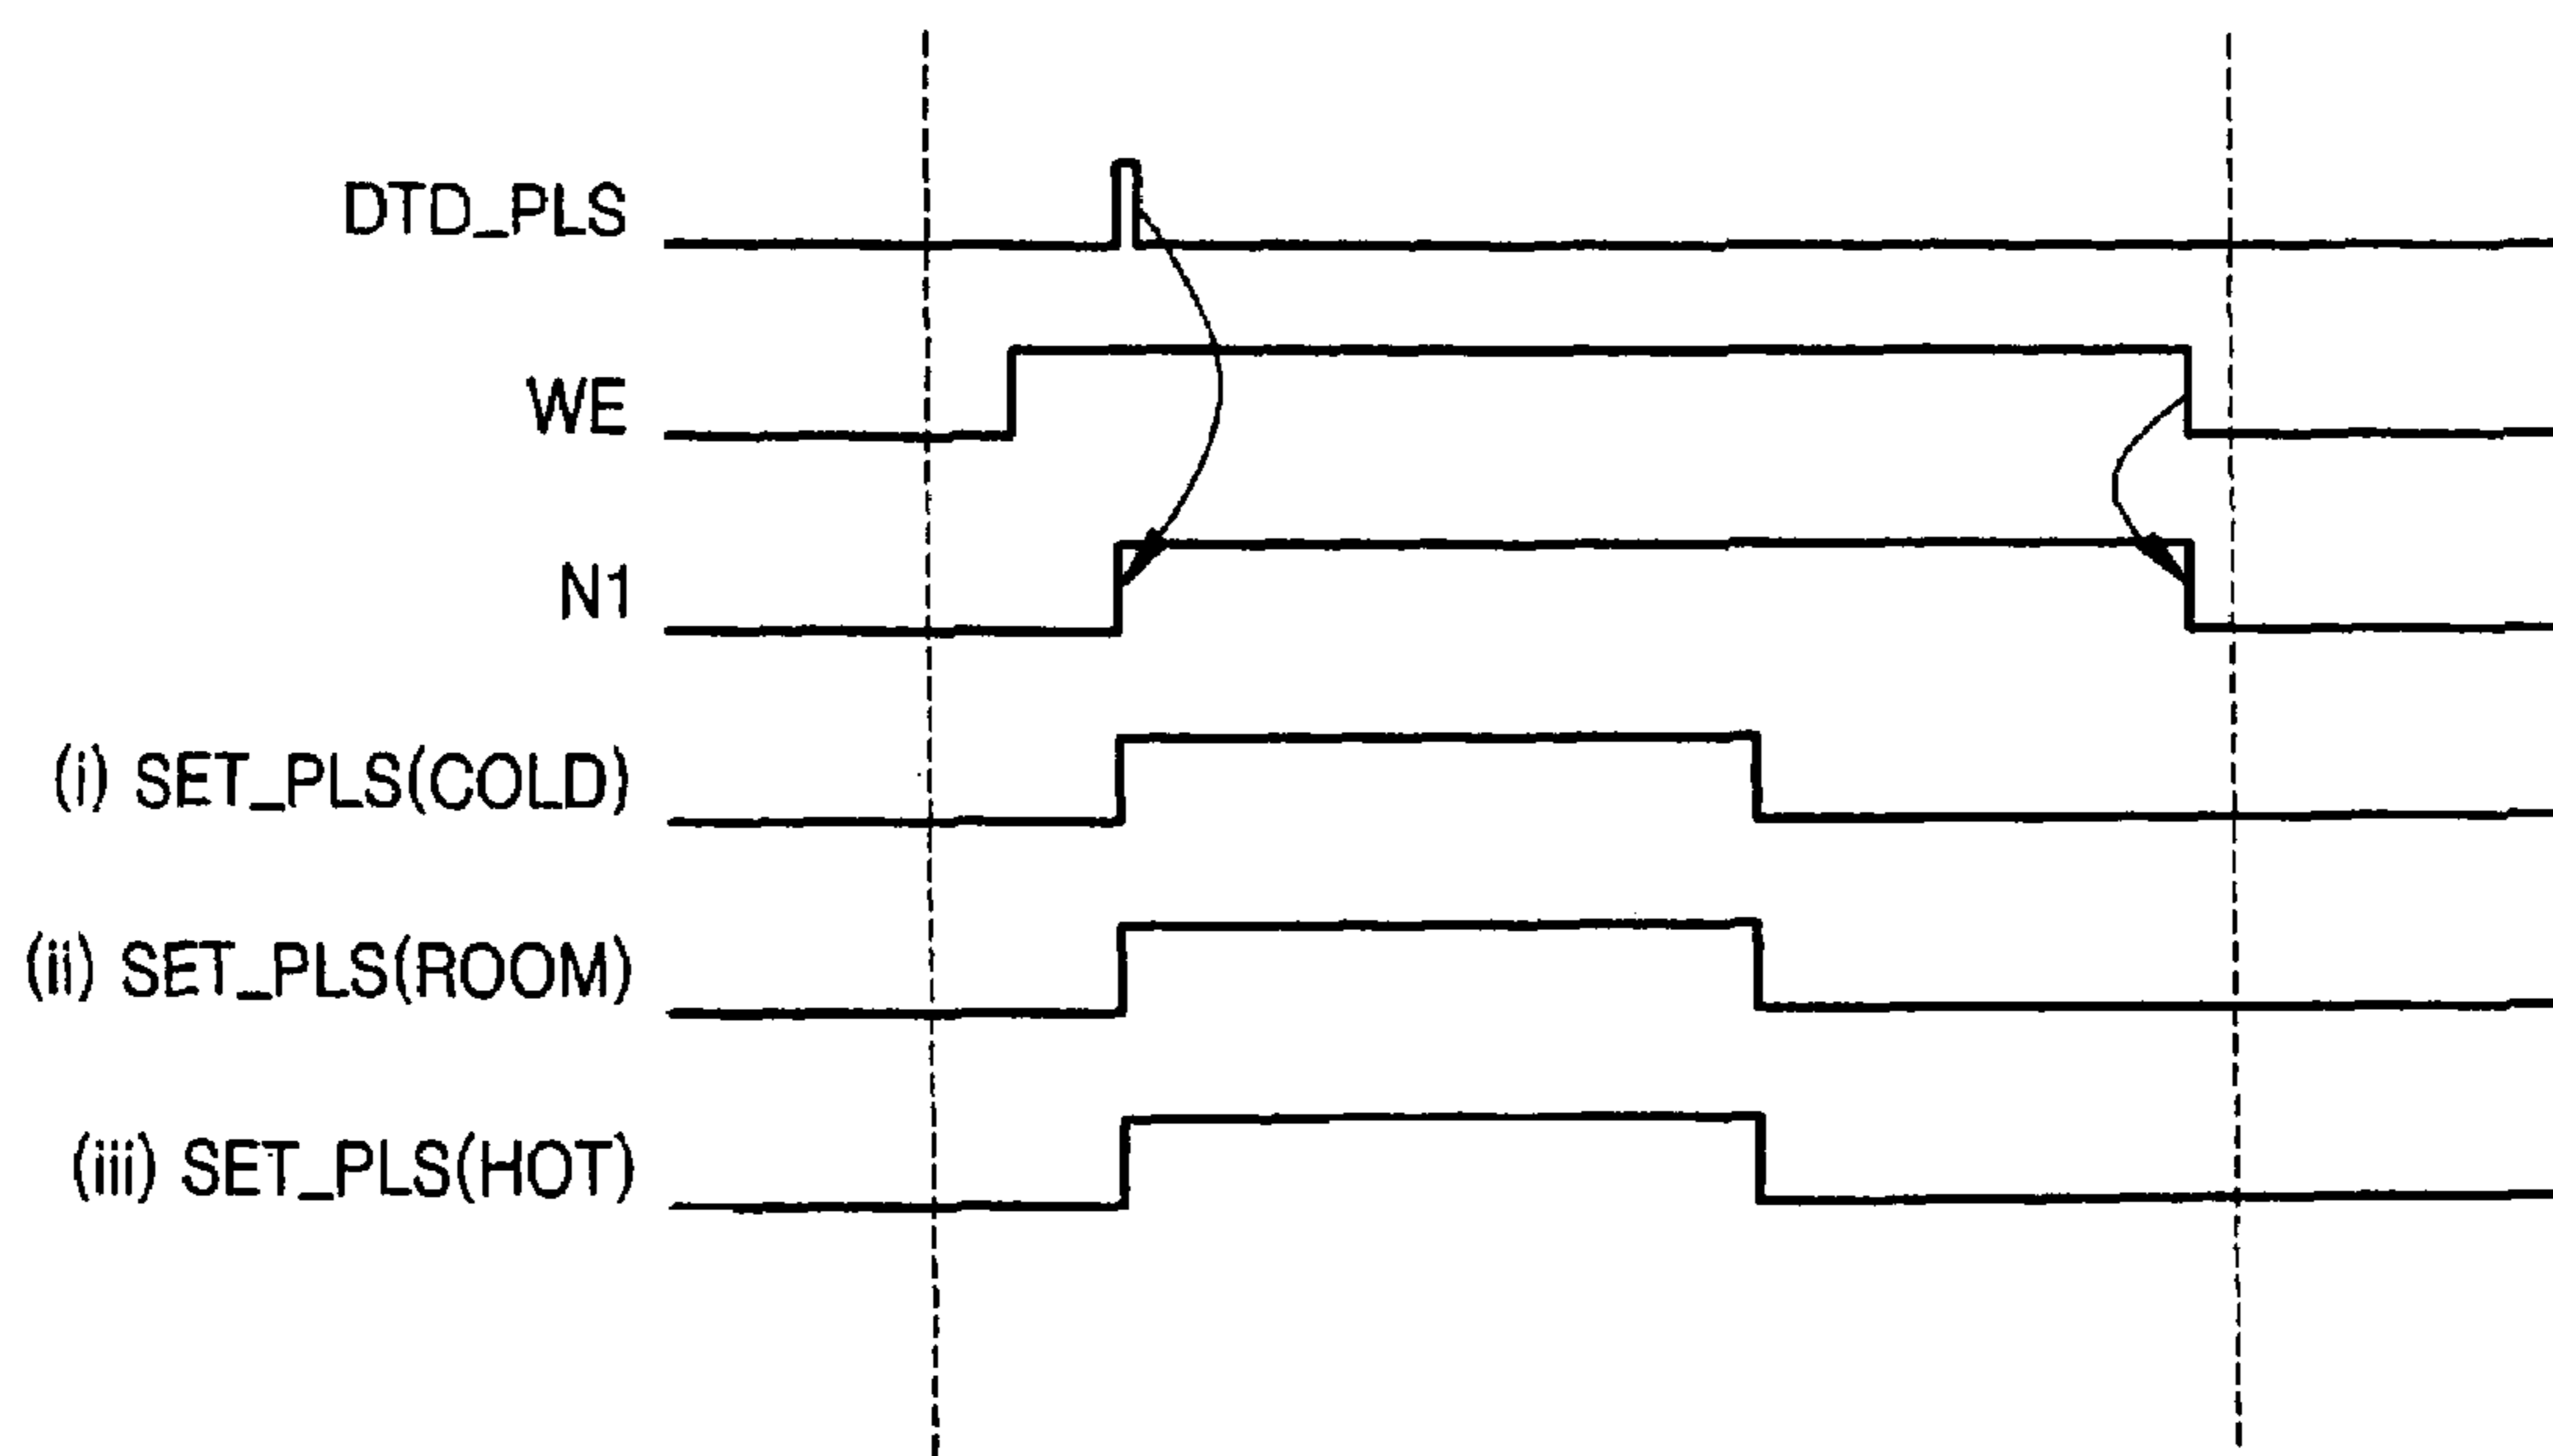 DTD_PLS
WE
N1
(i) SET_PLS(COLD)
(ii) SET_PLS(ROOM)
(iii) SET_PLS(HOT)